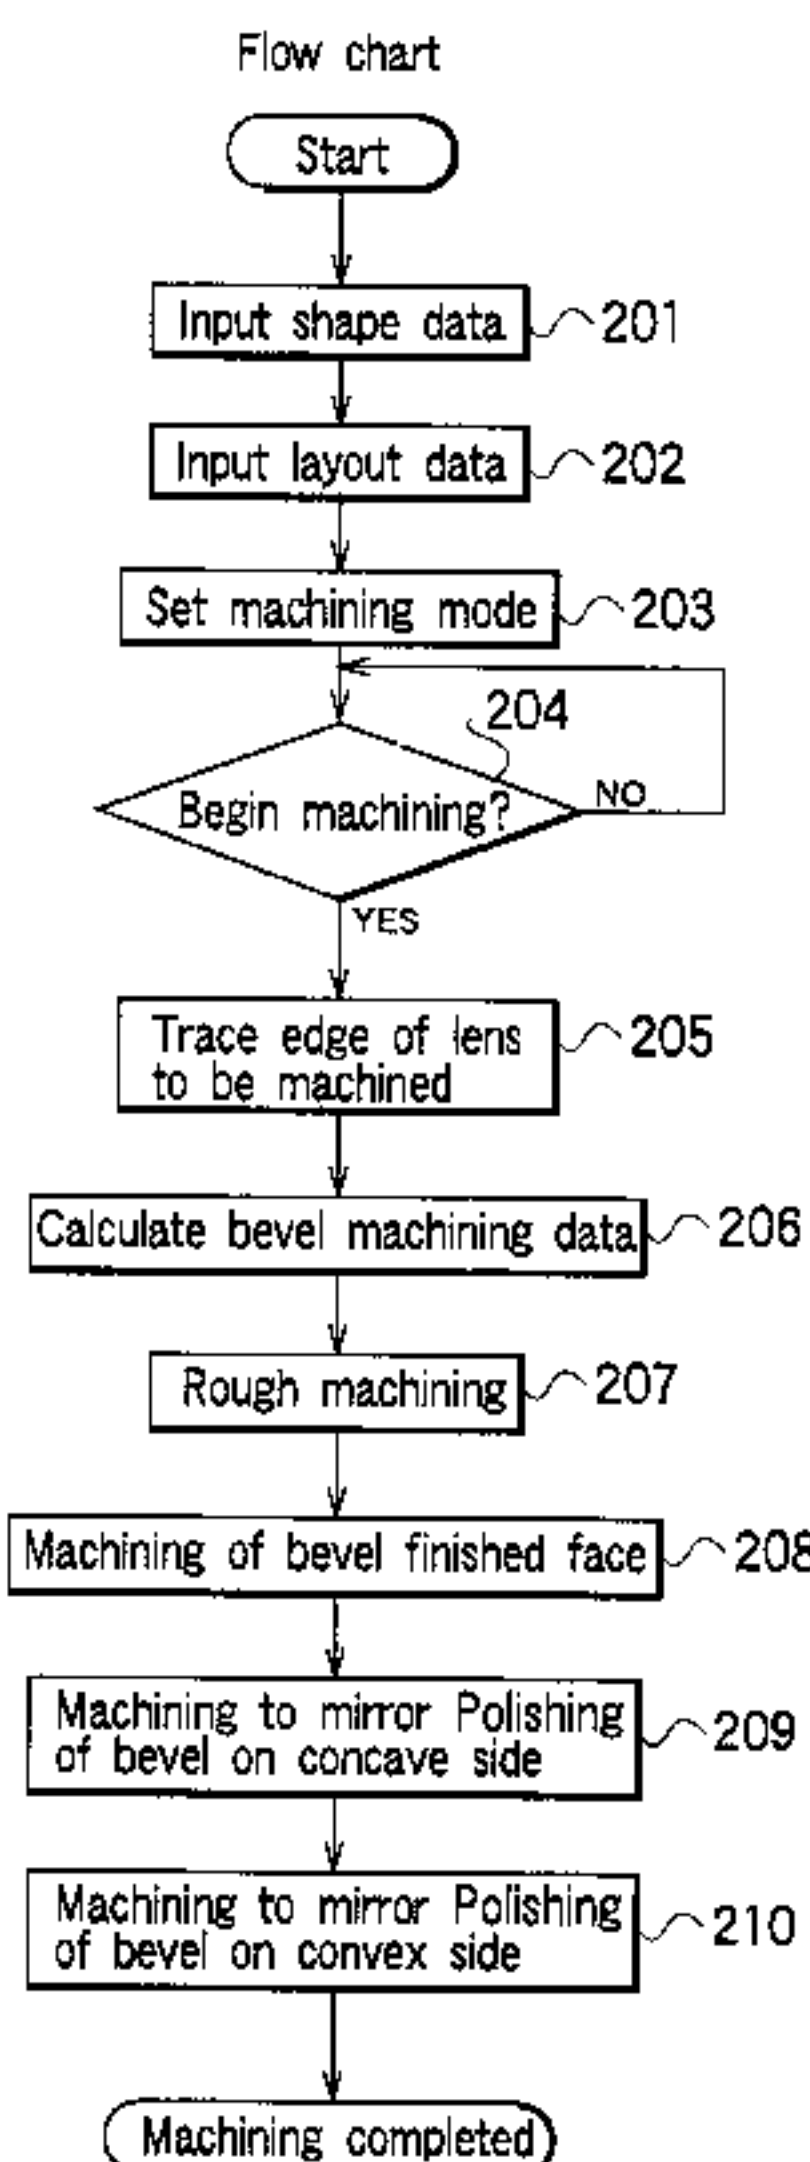 Flow chart
Start
Input shape data
201
Input layout data
202
Set machining mode
203
204
Begin machining?
NO
YES
Trace edge of lens
to be machined
205
Calculate bevel machining data
206
Rough machining
207
Machining of bevel finished face
208
Machining to mirror Polishing
of bevel on concave side
209
Machining to mirror Polishing
of bevel on convex side
210
Machining completed